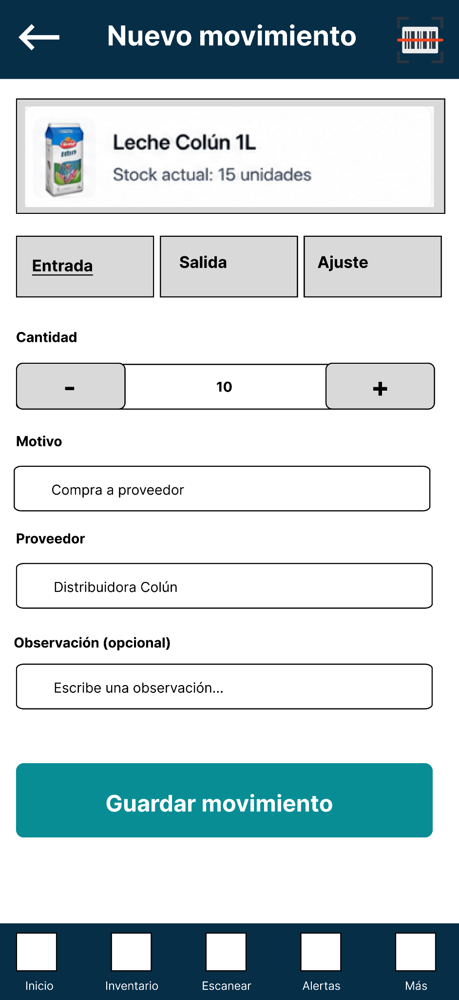 Nuevo movimiento
Leche Colún 1L
Stock actual: 15 unidades
Entrada Salida Ajuste
Cantidad
- 10 +
Motivo
Compra a proveedor
Proveedor
Distribuidora Colún
Observación (opcional)
Escribe una observación...
Guardar movimiento
Inicio Inventario Escanear Alertas Más